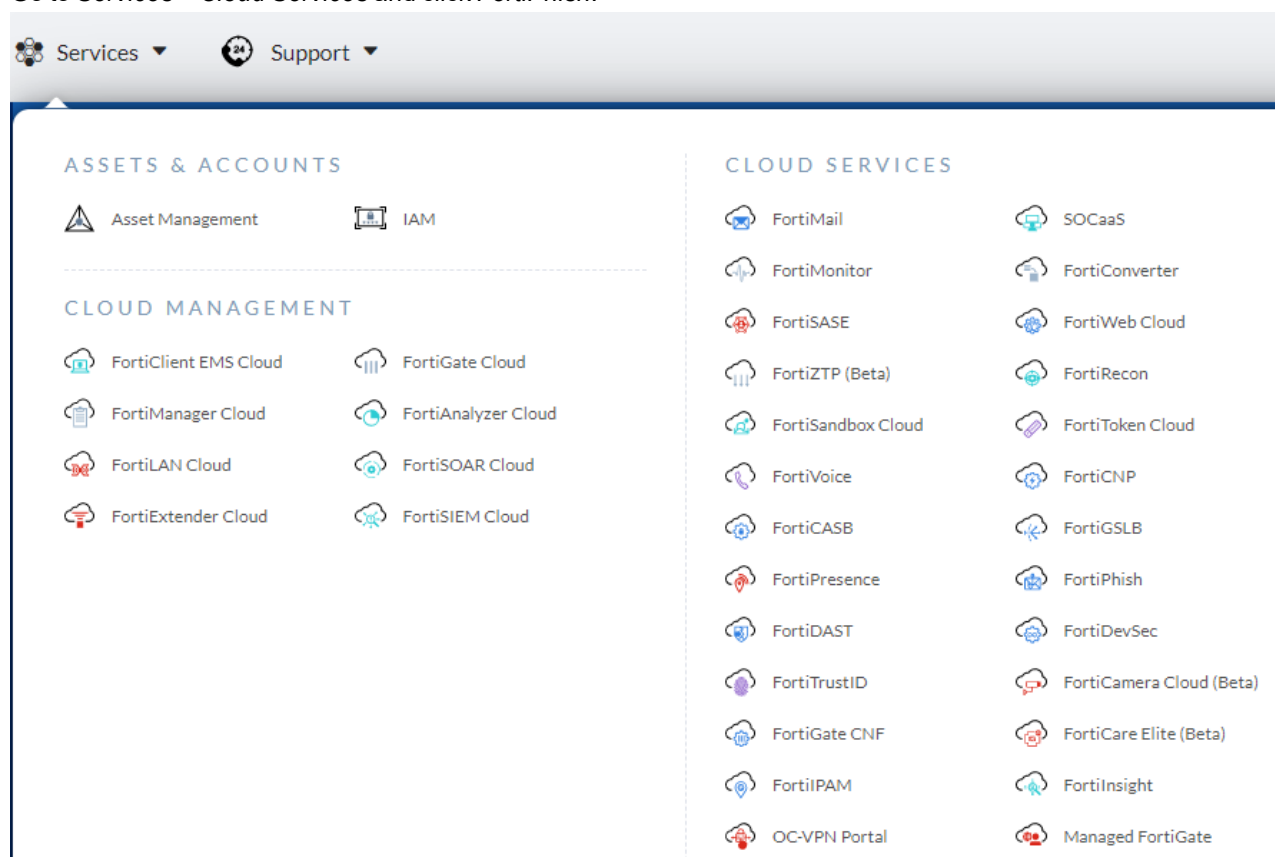 Services
24
Support
ASSETS & ACCOUNTS
Asset Management
IAM
CLOUD MANAGEMENT
FortiClient EMS Cloud
FortiGate Cloud
FortiManager Cloud
FortiAnalyzer Cloud
FortiLAN Cloud
FortiSOAR Cloud
FortiExtender Cloud
FortiSIEM Cloud
CLOUD SERVICES
FortiMail
SOCaaS
FortiMonitor
FortiConverter
FortiSASE
FortiWeb Cloud
FortiZTP (Beta)
FortiRecon
FortiSandbox Cloud
FortiToken Cloud
FortiVoice
FortiCNP
FortiCASB
FortiGSLB
FortiPresence
FortiPhish
FortiDAST
FortiDevSec
FortiTrustID
FortiCamera Cloud (Beta)
FortiGate CNF
FortiCare Elite (Beta)
FortiIPAM
FortiInsight
OC-VPN Portal
Managed FortiGate